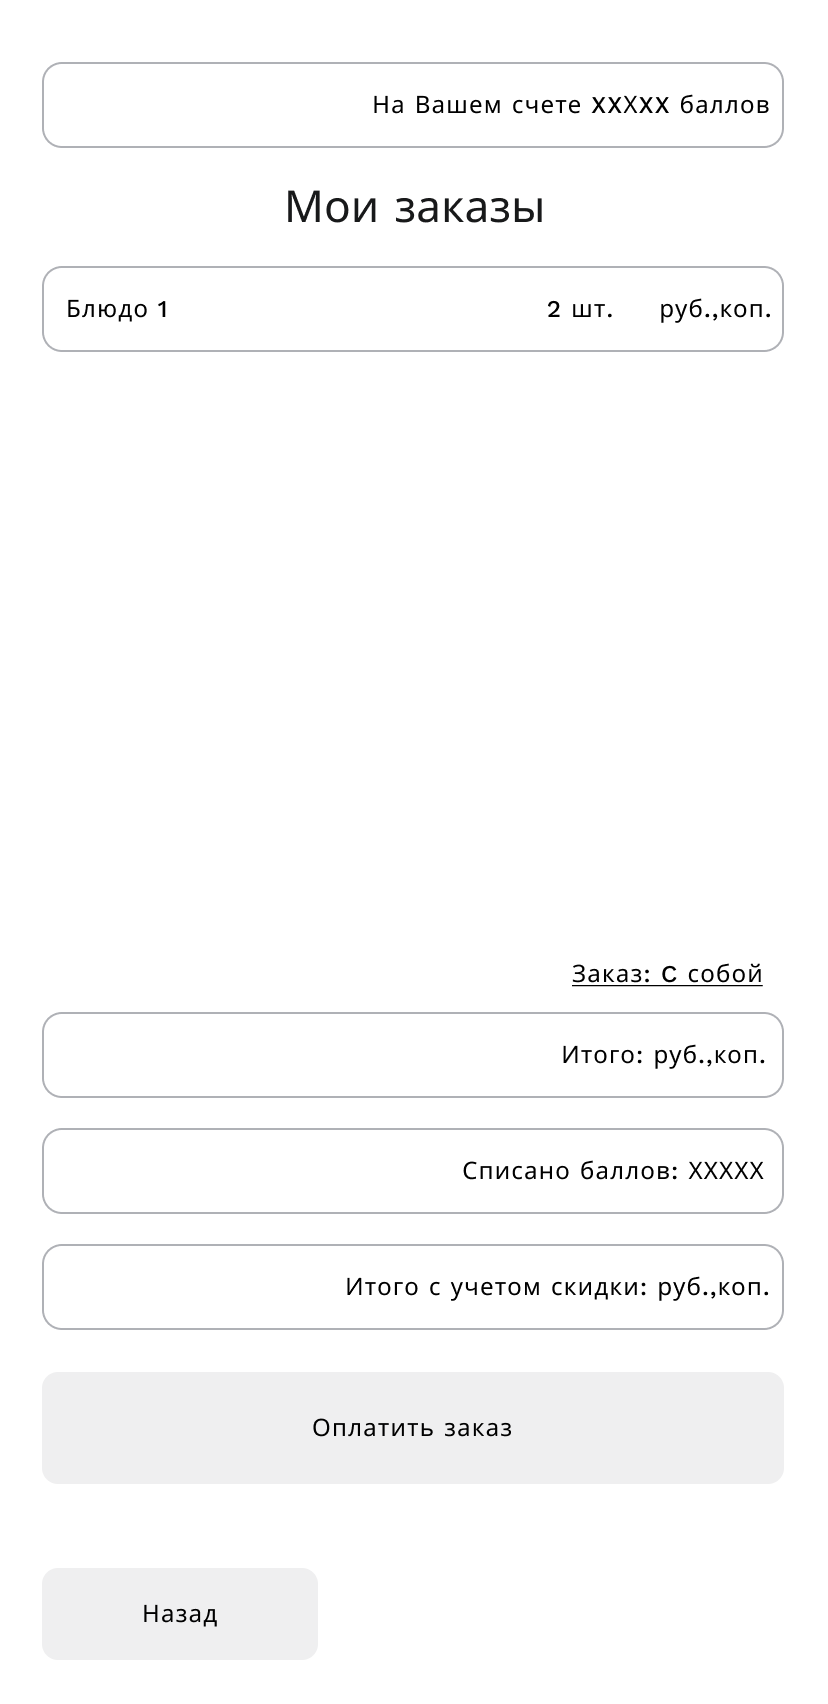 На Вашем счете XXXXX баллов
Мои заказы
Блюдо 1 2 шт. руб.,коп.
Заказ: С собой
Итого: руб.,коп.
Списано баллов: XXXXX
Итого с учетом скидки: руб.,коп.
Оплатить заказ
Назад